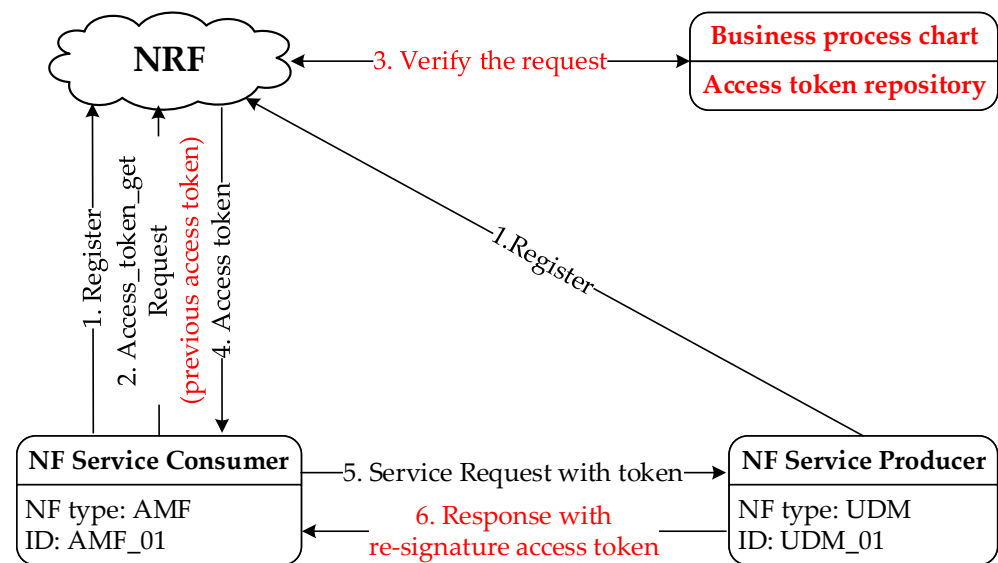 NRF
3. Verify the request
Business process chart
Access token repository
1. Register
2. Access_token_get
Request
(previous access token)
4. Access token
1.Register
NF Service Consumer
NF type: AMF
ID: AMF_01
5. Service Request with token
6. Response with
re-signature access token
NF Service Producer
NF type: UDM
ID: UDM_01